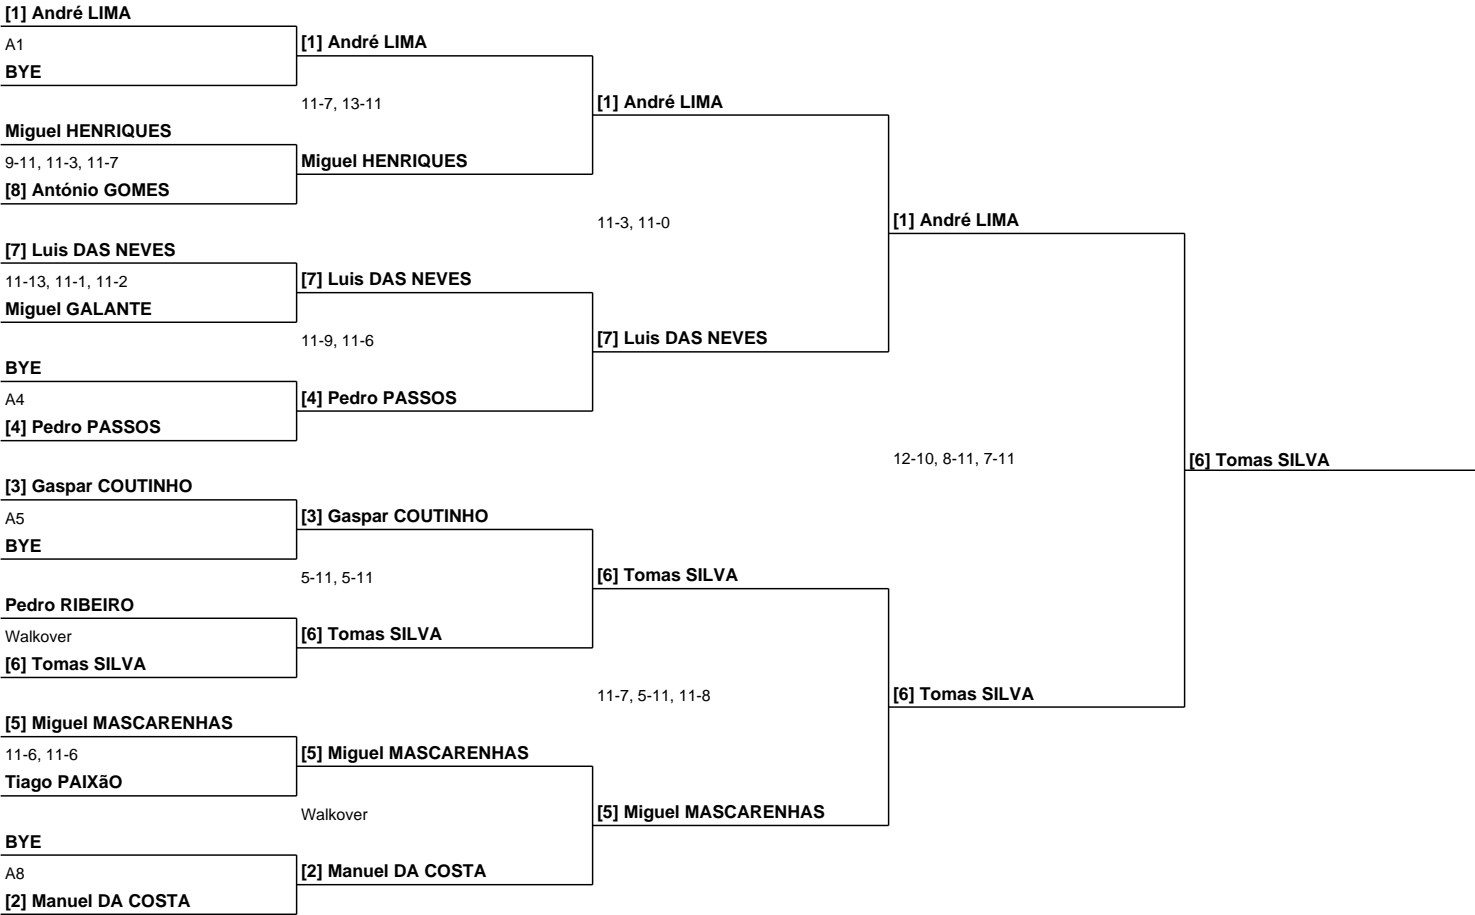 [1] André LIMA
A1
[1] André LIMA
BYE
11-7, 13-11
[1] André LIMA
Miguel HENRIQUES
9-11, 11-3, 11-7
Miguel HENRIQUES
[8] António GOMES
11-3, 11-0
[1] André LIMA
[7] Luis DAS NEVES
11-13, 11-1, 11-2
[7] Luis DAS NEVES
Miguel GALANTE
11-9, 11-6
[7] Luis DAS NEVES
BYE
A4
[4] Pedro PASSOS
[4] Pedro PASSOS
12-10, 8-11, 7-11
[6] Tomas SILVA
[3] Gaspar COUTINHO
A5
[3] Gaspar COUTINHO
BYE
5-11, 5-11
[6] Tomas SILVA
Pedro RIBEIRO
Walkover
[6] Tomas SILVA
[6] Tomas SILVA
11-7, 5-11, 11-8
[6] Tomas SILVA
[5] Miguel MASCARENHAS
11-6, 11-6
[5] Miguel MASCARENHAS
Tiago PAIXãO
Walkover
[5] Miguel MASCARENHAS
BYE
A8
[2] Manuel DA COSTA
[2] Manuel DA COSTA